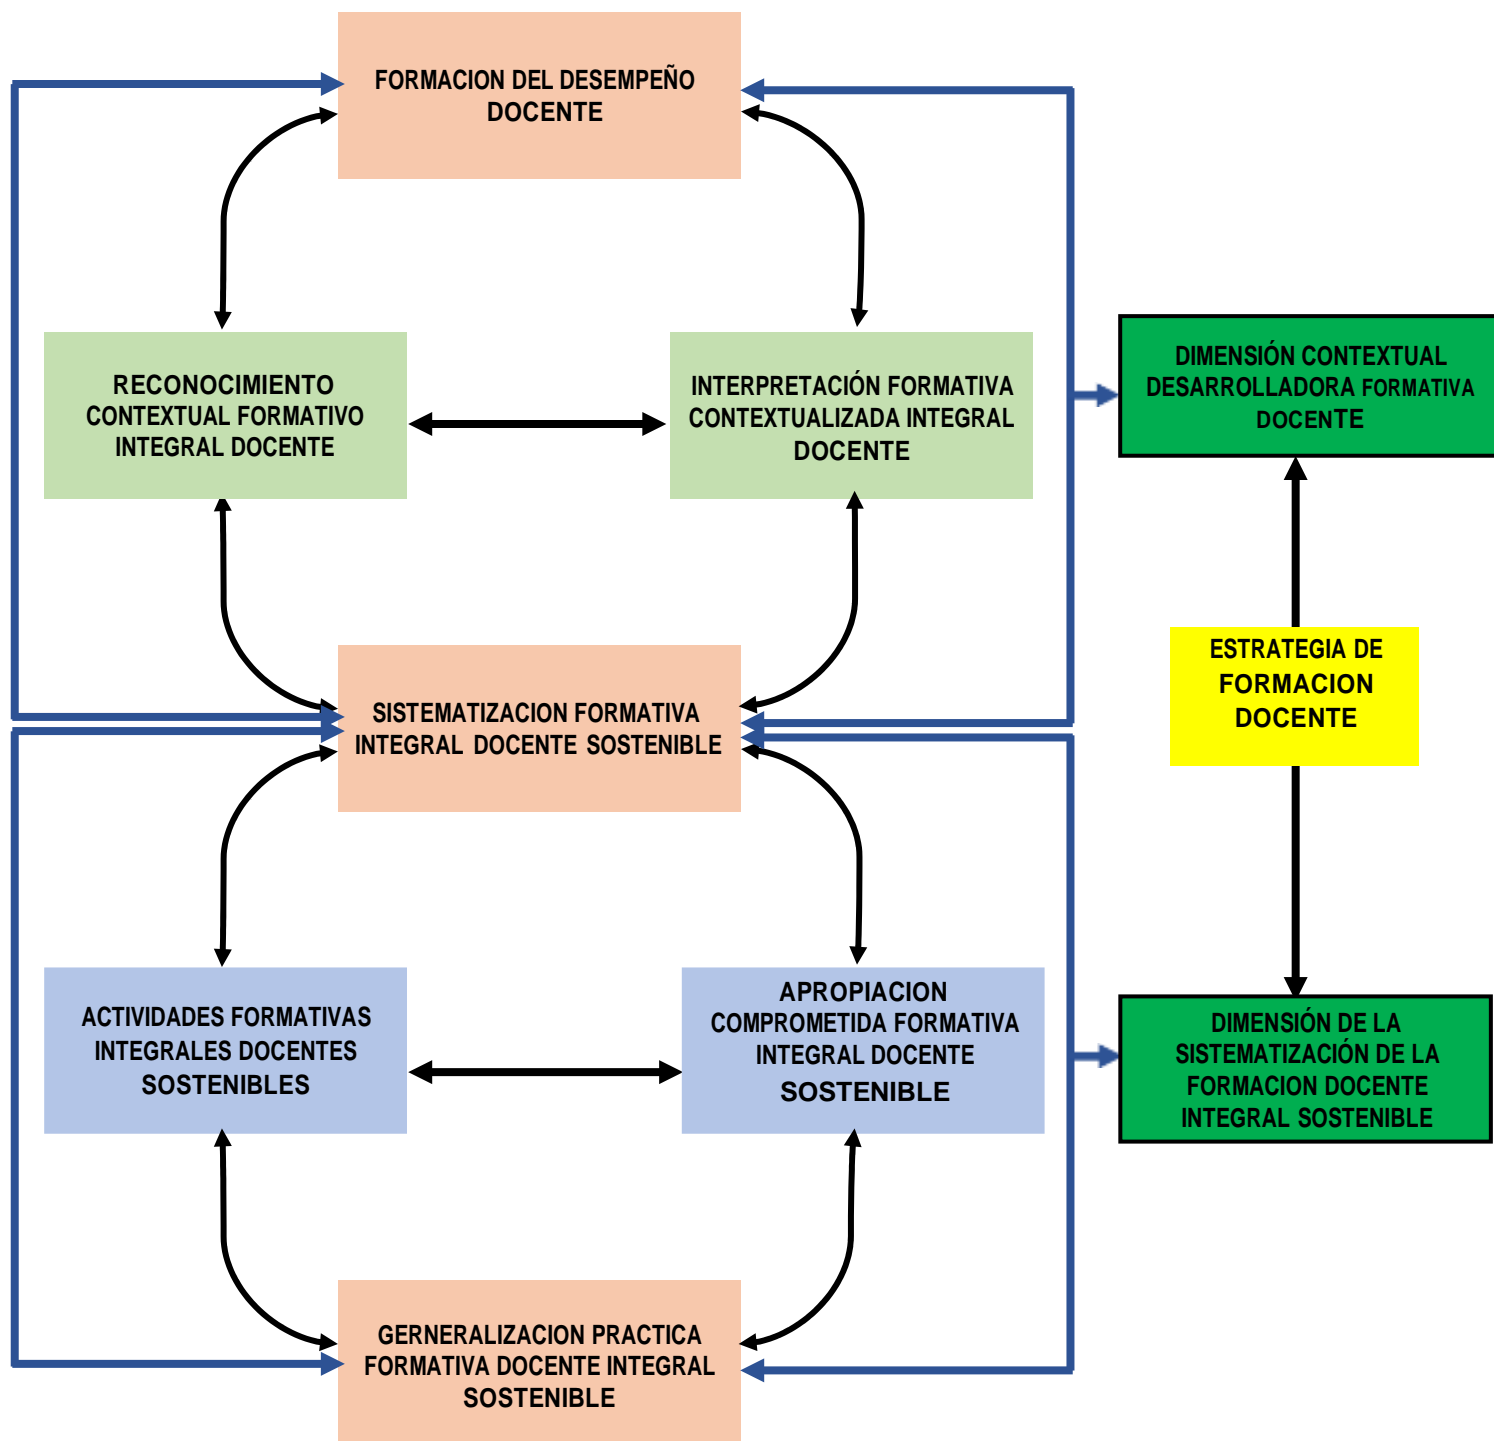 FORMACION DEL DESEMPEÑO
DOCENTE
RECONOCIMIENTO
CONTEXTUAL FORMATIVO
INTEGRAL DOCENTE
INTERPRETACIÓN FORMATIVA
CONTEXTUALIZADA INTEGRAL
DOCENTE
DIMENSIÓN CONTEXTUAL
DESARROLLADORA FORMATIVA
DOCENTE
ESTRATEGIA DE
FORMACION
DOCENTE
SISTEMATIZACION FORMATIVA
INTEGRAL DOCENTE SOSTENIBLE
ACTIVIDADES FORMATIVAS
INTEGRALES DOCENTES
SOSTENIBLES
APROPIACION
COMPROMETIDA FORMATIVA
INTEGRAL DOCENTE
SOSTENIBLE
DIMENSIÓN DE LA
SISTEMATIZACIÓN DE LA
FORMACION DOCENTE
INTEGRAL SOSTENIBLE
GERNERALIZACION PRACTICA
FORMATIVA DOCENTE INTEGRAL
SOSTENIBLE